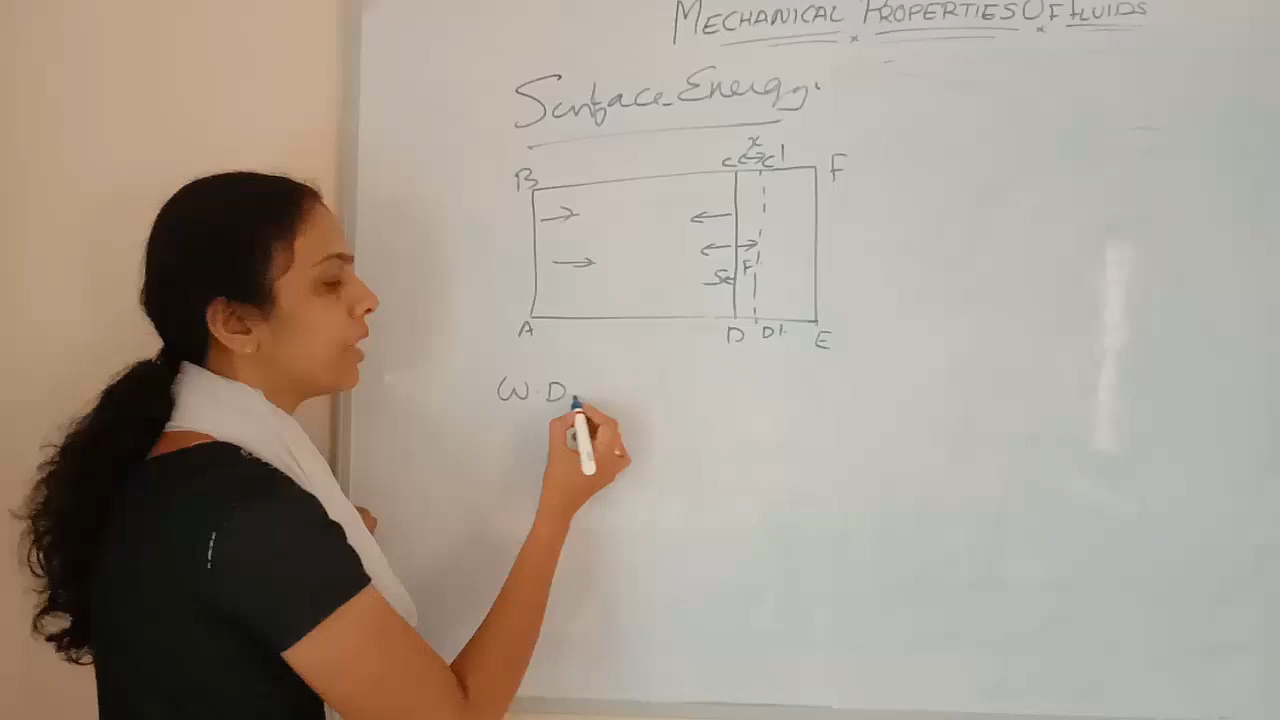 MECHANICAL PROPERTIES OF FLUIDS
Surface Energy.
x
B C C' F
F
A D D' E
W.D